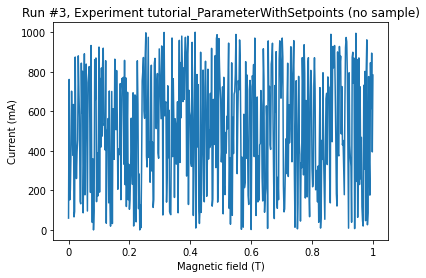 Run #3, Experiment tutorial_ParameterWithSetpoints (no sample)
1000
800
600
400
200
0
Current (mA)
0 0.2 0.4 0.6 0.8 1
Magnetic field (T)